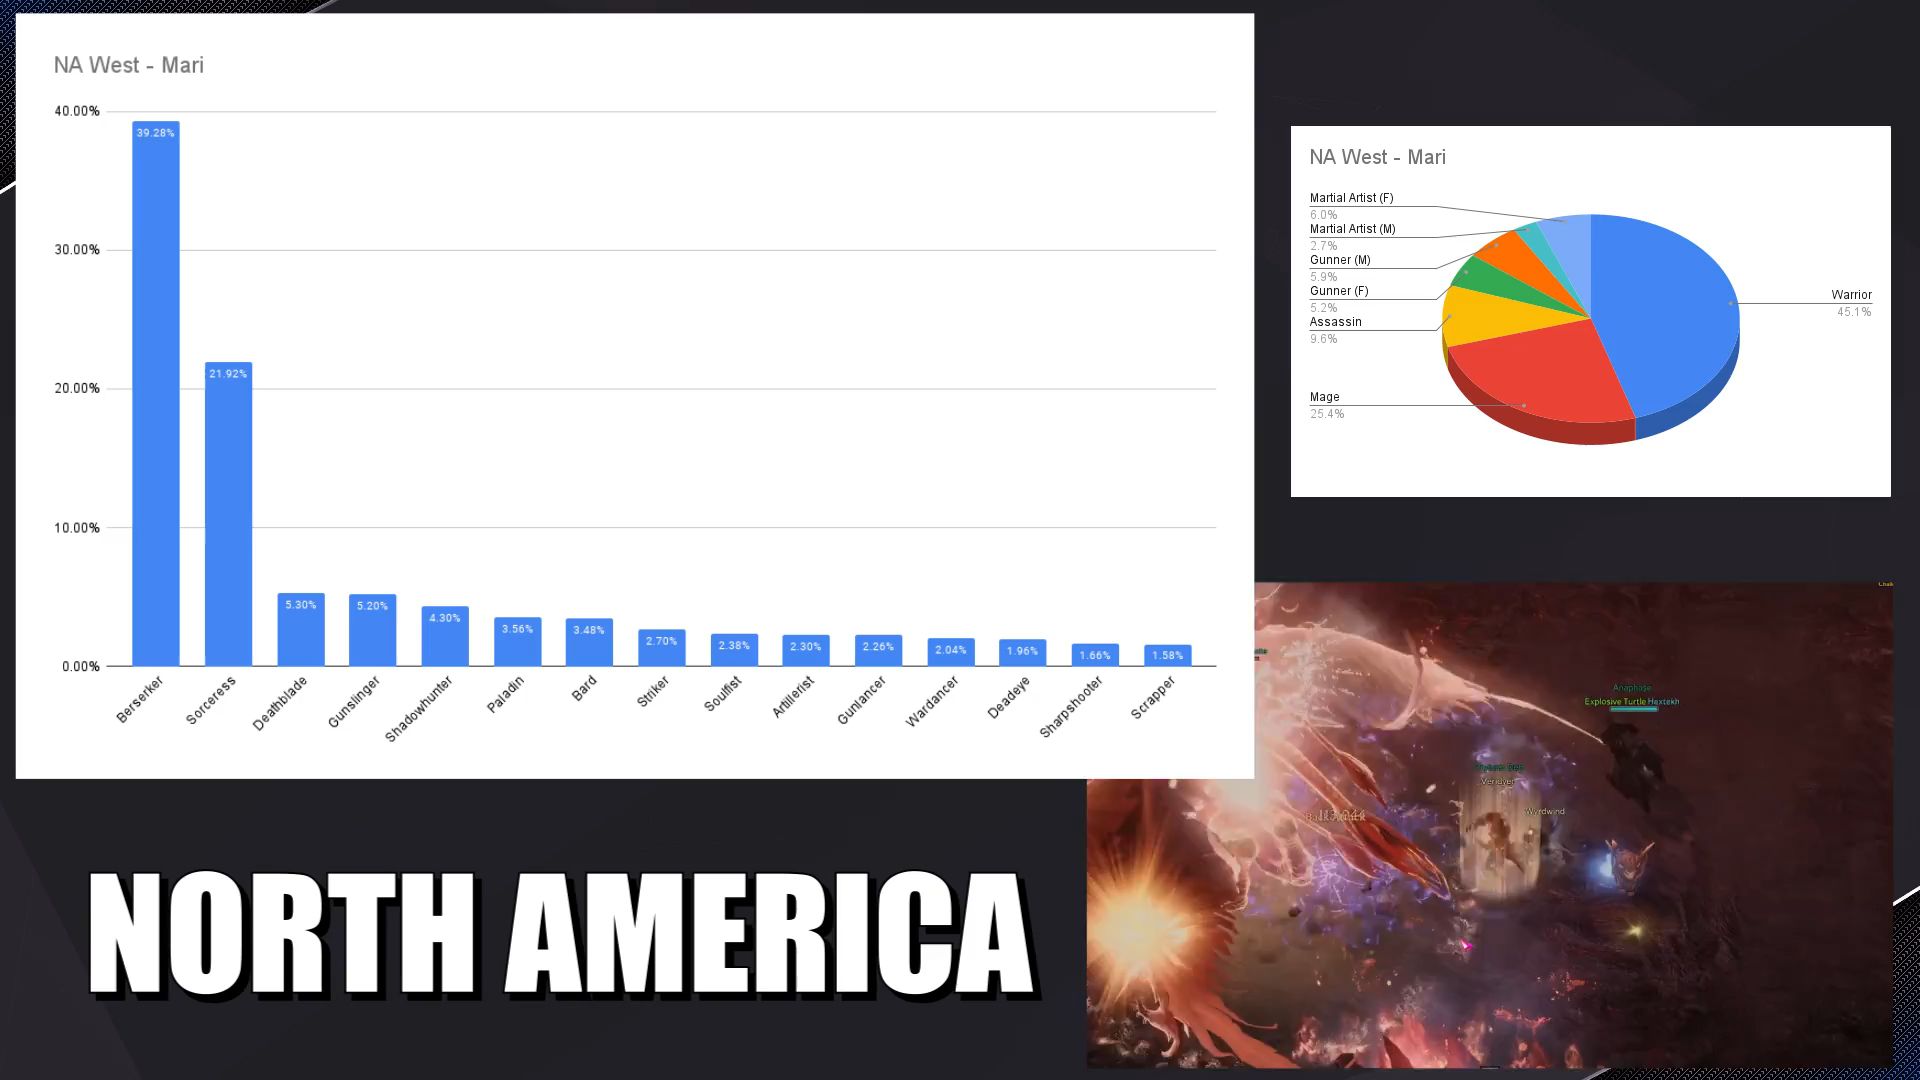 NA West - Mari
40.00%
30.00%
20.00%
10.00%
0.00%
39.28%
21.92%
5.30%
5.20%
4.30%
3.56%
3.48%
2.70%
2.38%
2.30%
2.26%
2.04%
1.96%
1.66%
1.58%
Berserker
Sorceress
Deathblade
Gunslinger
Shadowhunter
Paladin
Bard
Striker
Soulfist
Artillerist
Gunlancer
Wardancer
Deadeye
Sharpshooter
Scrapper
NA West - Mari
Martial Artist (F)
6.0%
Martial Artist (M)
2.7%
Gunner (M)
5.9%
Gunner (F)
5.2%
Assassin
9.6%
Mage
25.4%
Warrior
45.1%
Anaphase
Explosive Turtle Hextekh
Veridyer
Wyrdwind
NORTH AMERICA